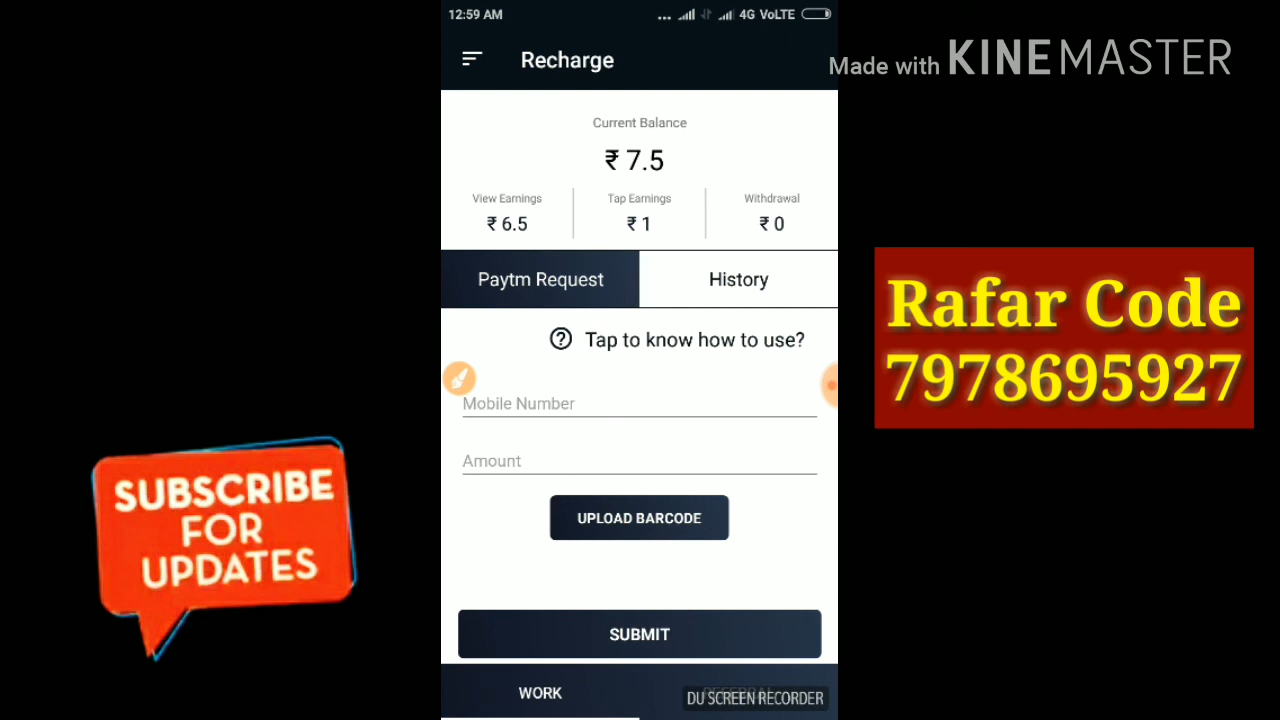 12:59 AM
4G VoLTE
Recharge
Made with KINEMASTER
Current Balance
₹ 7.5
View Earnings
Tap Earnings
Withdrawal
₹ 6.5
₹ 1
₹ 0
Paytm Request
History
Tap to know how to use?
Mobile Number
Amount
UPLOAD BARCODE
SUBMIT
WORK
DU SCREEN RECORDER
Rafar Code
7978695927
SUBSCRIBE
FOR
UPDATES